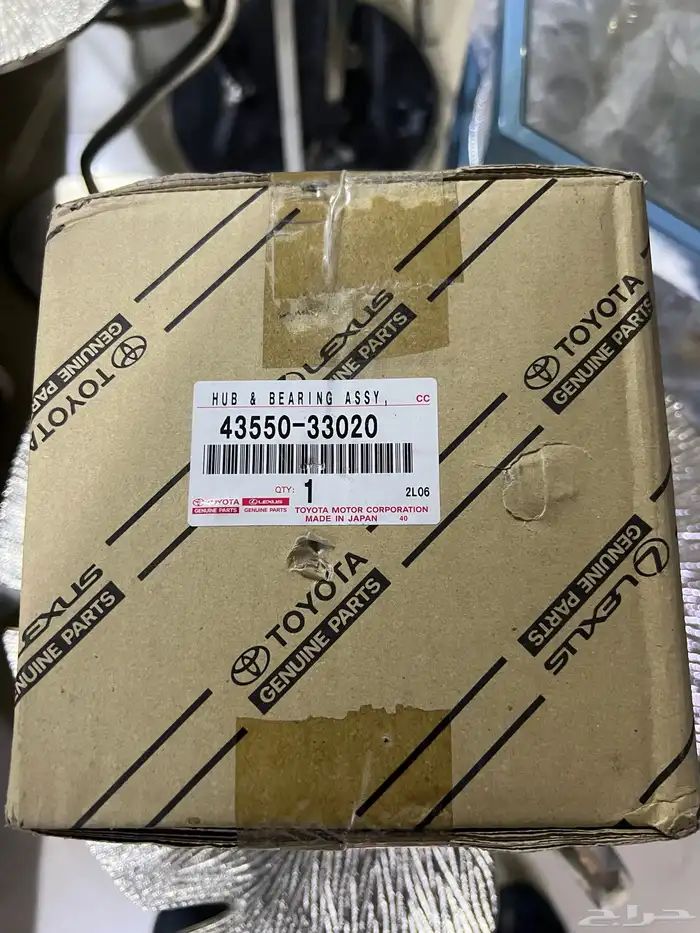 LEXUS
GENUINE PARTS
TOYOTA
GENUINE PARTS
GENUINE PARTS
TOYOTA
HUB & BEARING ASSY,
CC
43550-33020
QTY: 1
2L06
TOYOTA
GENUINE PARTS
LEXUS
GENUINE PARTS
TOYOTA MOTOR CORPORATION
MADE IN JAPAN 40
TOYOTA
GENUINE PARTS
LEXUS
GENUINE PARTS
LEXUS
GENUINE PARTS
حراج